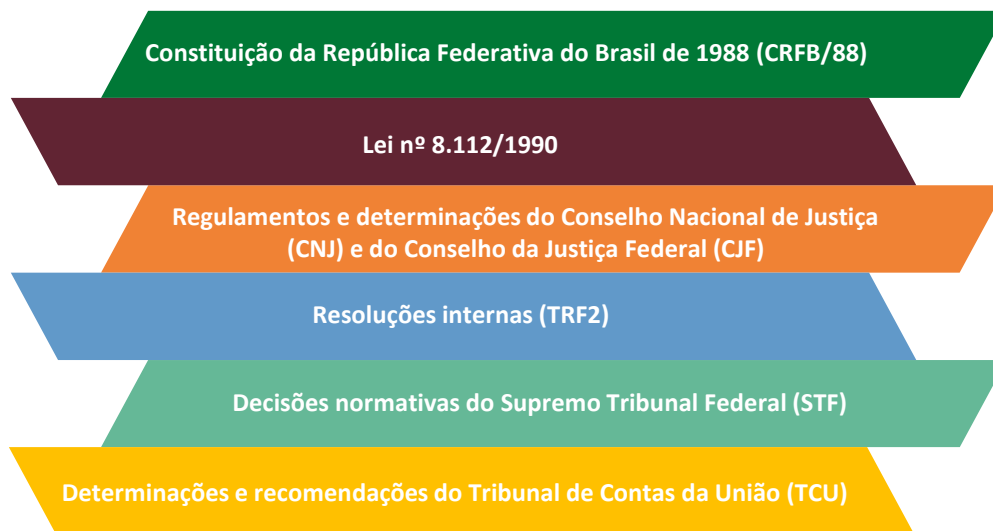 Constituição da República Federativa do Brasil de 1988 (CRFB/88)
Lei nº 8.112/1990
Regulamentos e determinações do Conselho Nacional de Justiça
(CNJ) e do Conselho da Justiça Federal (CJF)
Resoluções internas (TRF2)
Decisões normativas do Supremo Tribunal Federal (STF)
Determinações e recomendações do Tribunal de Contas da União (TCU)